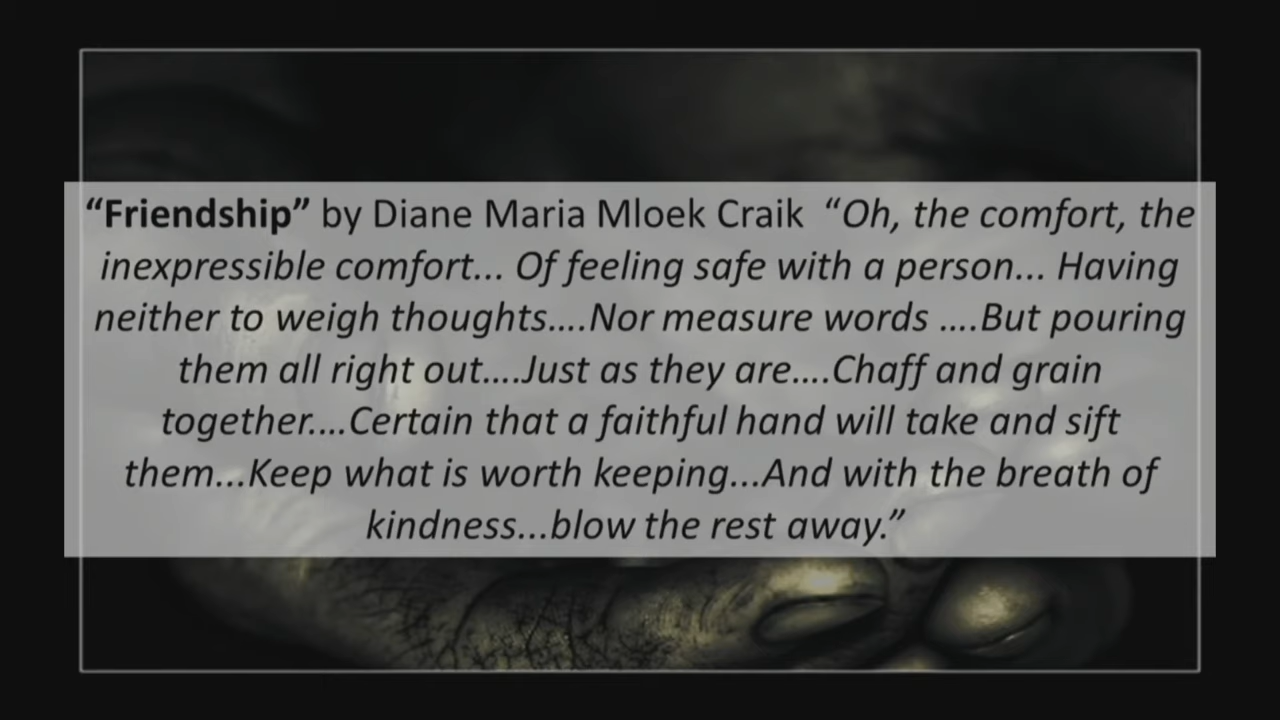 “Friendship” by Diane Maria Mloek Craik “Oh, the comfort, the
inexpressible comfort... Of feeling safe with a person... Having
neither to weigh thoughts....Nor measure words ....But pouring
them all right out....Just as they are....Chaff and grain
together....Certain that a faithful hand will take and sift
them...Keep what is worth keeping...And with the breath of
kindness...blow the rest away.”